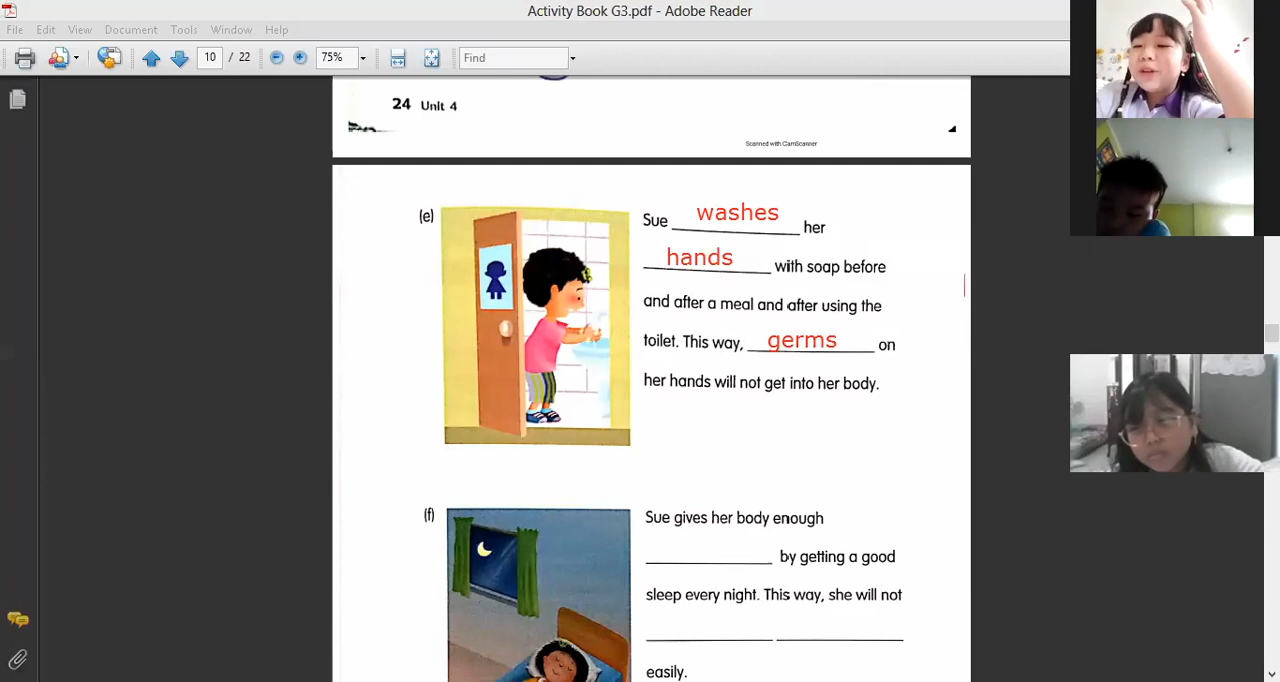 Activity Book G3.pdf - Adobe Reader
File Edit View Document Tools Window Help
10 / 22 75% Find
24 Unit 4
Scanned with CamScanner
(e)
Sue washes her
hands with soap before
and after a meal and after using the
toilet. This way, germs on
her hands will not get into her body.
(f)
Sue gives her body enough
____________ by getting a good
sleep every night. This way, she will not
____________ ____________
easily.